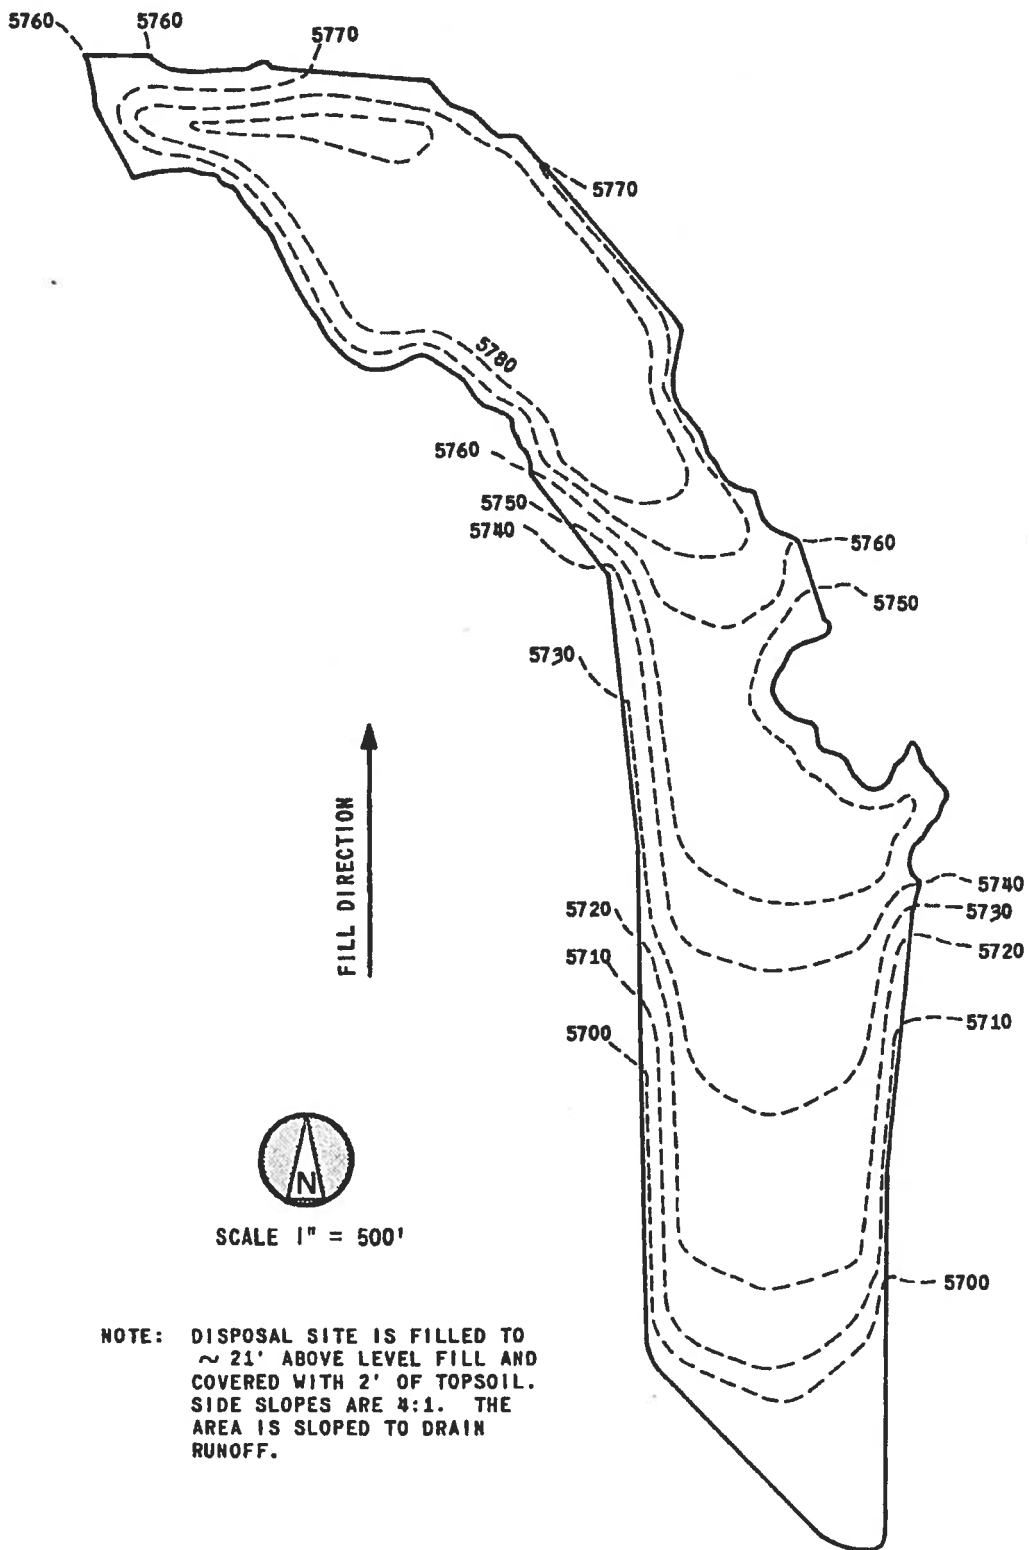 5760
5760
5770
5770
5780
5760
5750
5740
5760
5750
5730
FILL DIRECTION
5740
5730
5720
5720
5710
5710
5700
N
SCALE 1" = 500'
5700
NOTE: DISPOSAL SITE IS FILLED TO
~ 21' ABOVE LEVEL FILL AND
COVERED WITH 2' OF TOPSOIL.
SIDE SLOPES ARE 4:1. THE
AREA IS SLOPED TO DRAIN
RUNOFF.